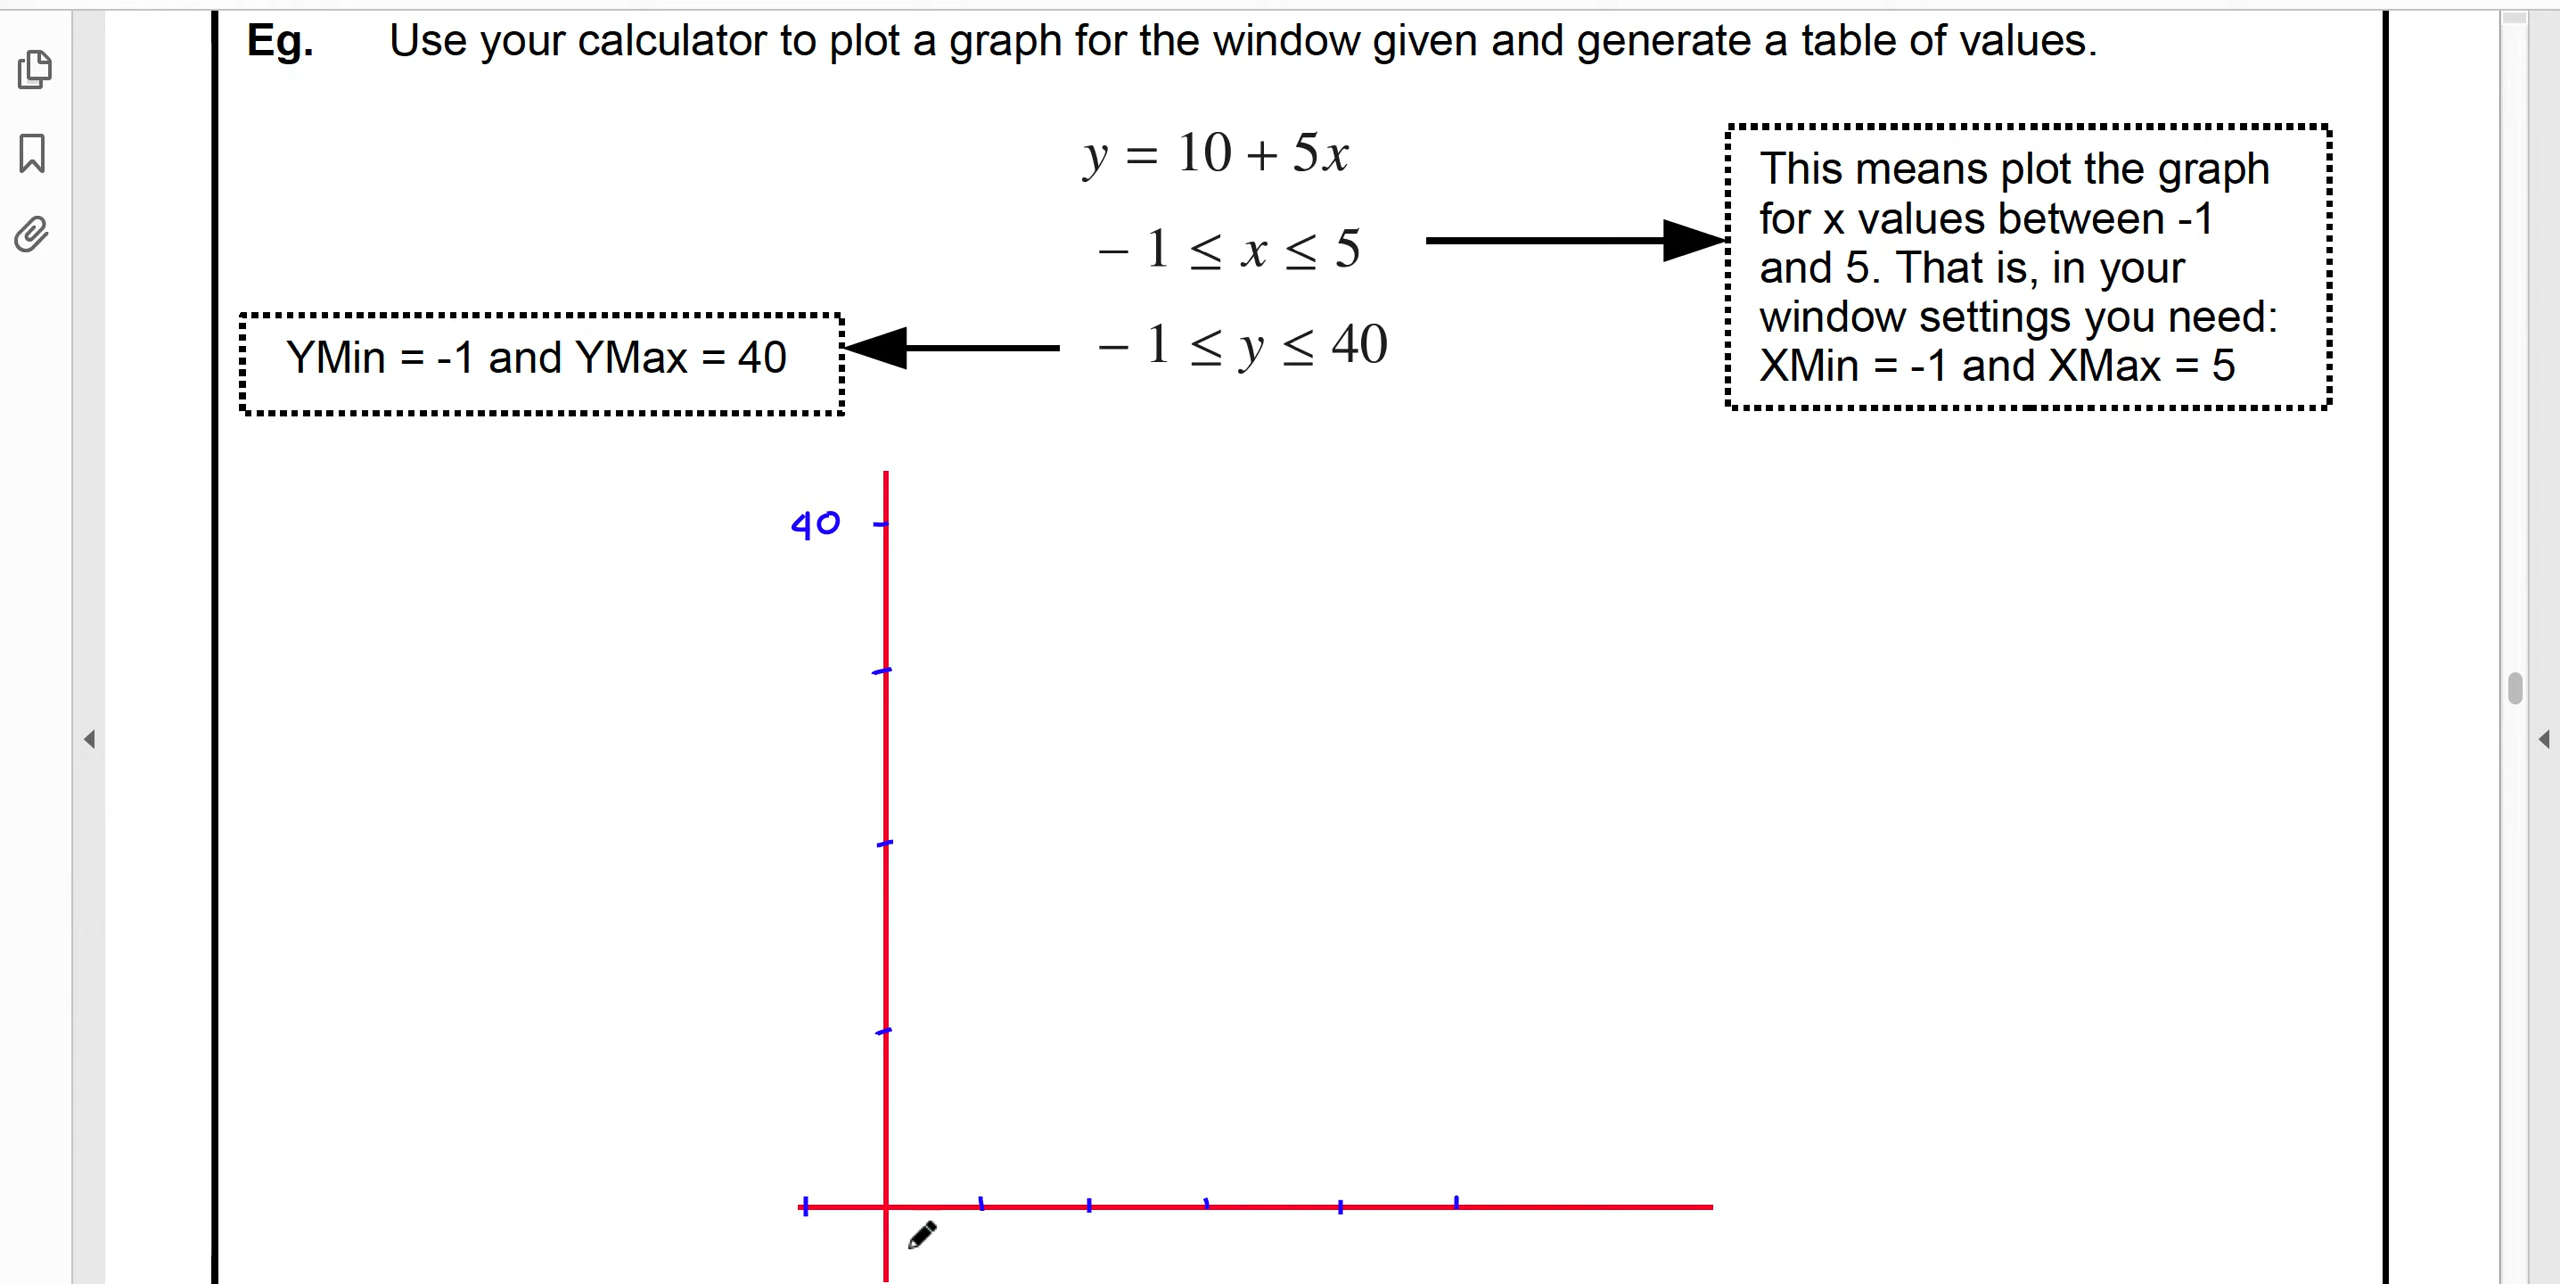 Eg. Use your calculator to plot a graph for the window given and generate a table of values.
y = 10 + 5x
− 1 ≤ x ≤ 5
− 1 ≤ y ≤ 40
This means plot the graph
for x values between -1
and 5. That is, in your
window settings you need:
XMin = -1 and XMax = 5
YMin = -1 and YMax = 40
40